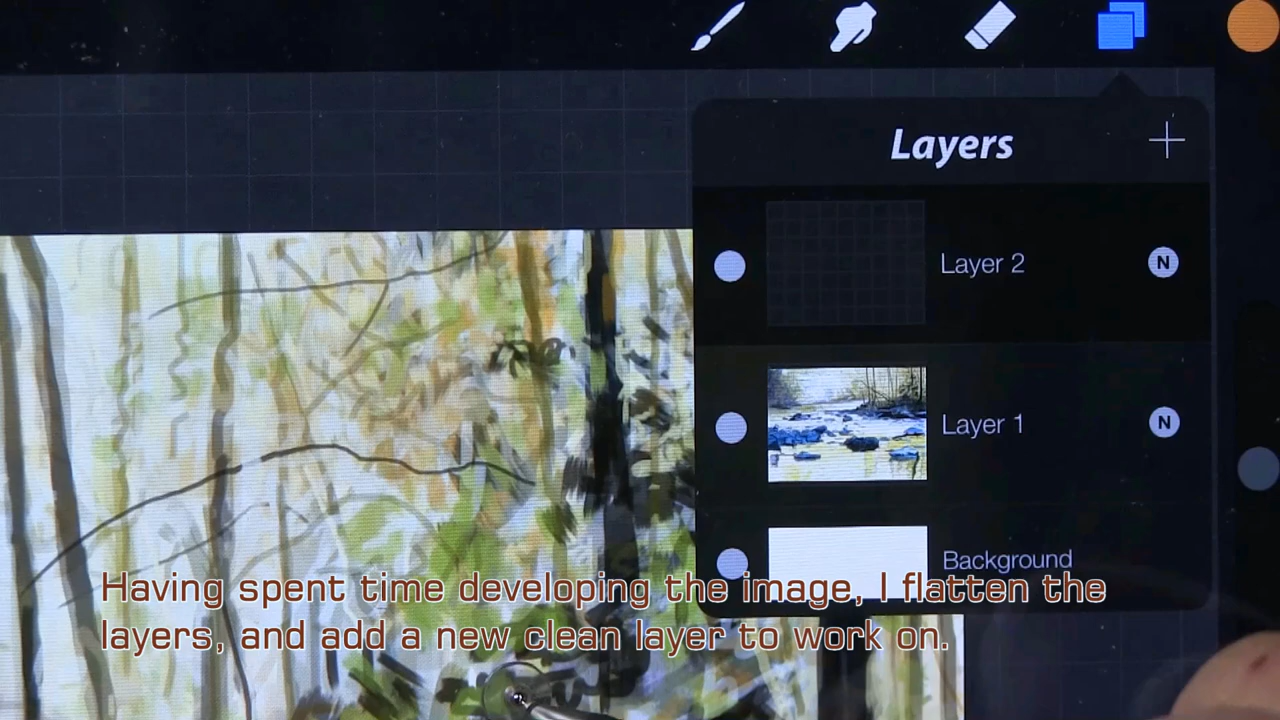 Layers
Layer 2
N
Layer 1
N
Background
Having spent time developing the image, I flatten the
layers, and add a new clean layer to work on.